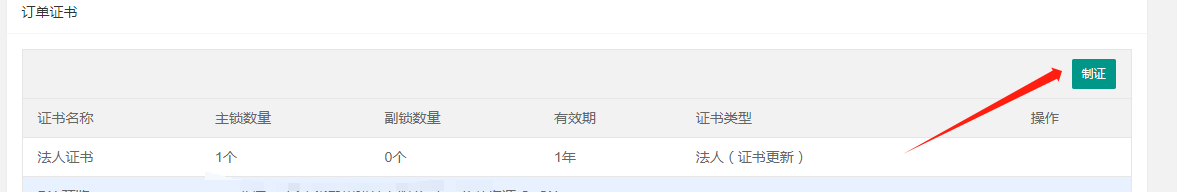 订单证书
制证
证书名称 主锁数量 副锁数量 有效期 证书类型 操作
法人证书 1个 0个 1年 法人（证书更新）